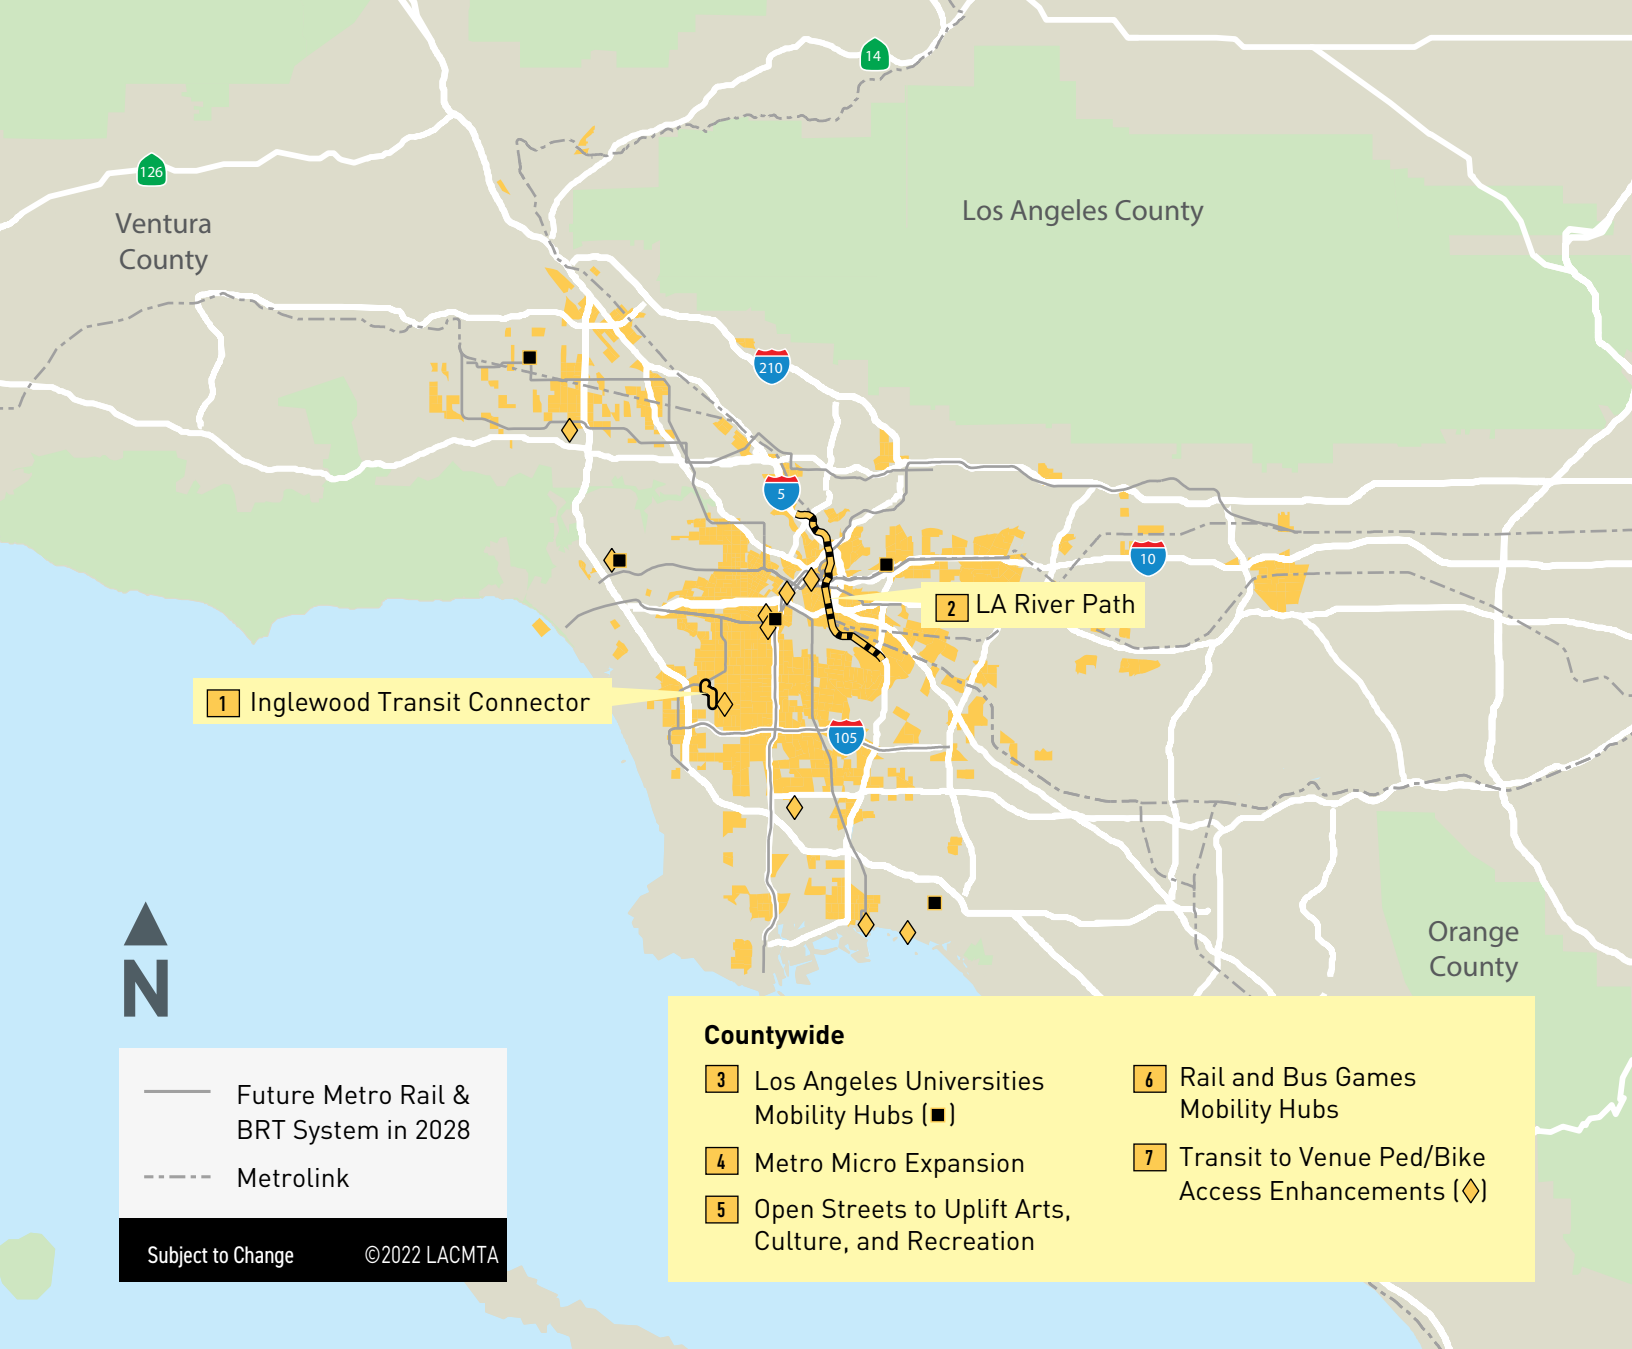 14
126
Ventura
County
Los Angeles County
210
5
10
2 LA River Path
1 Inglewood Transit Connector
105
Orange
County
N
Future Metro Rail &
BRT System in 2028
Metrolink
Subject to Change ©2022 LACMTA
Countywide
3 Los Angeles Universities
Mobility Hubs (■)
4 Metro Micro Expansion
5 Open Streets to Uplift Arts,
Culture, and Recreation
6 Rail and Bus Games
Mobility Hubs
7 Transit to Venue Ped/Bike
Access Enhancements (◇)